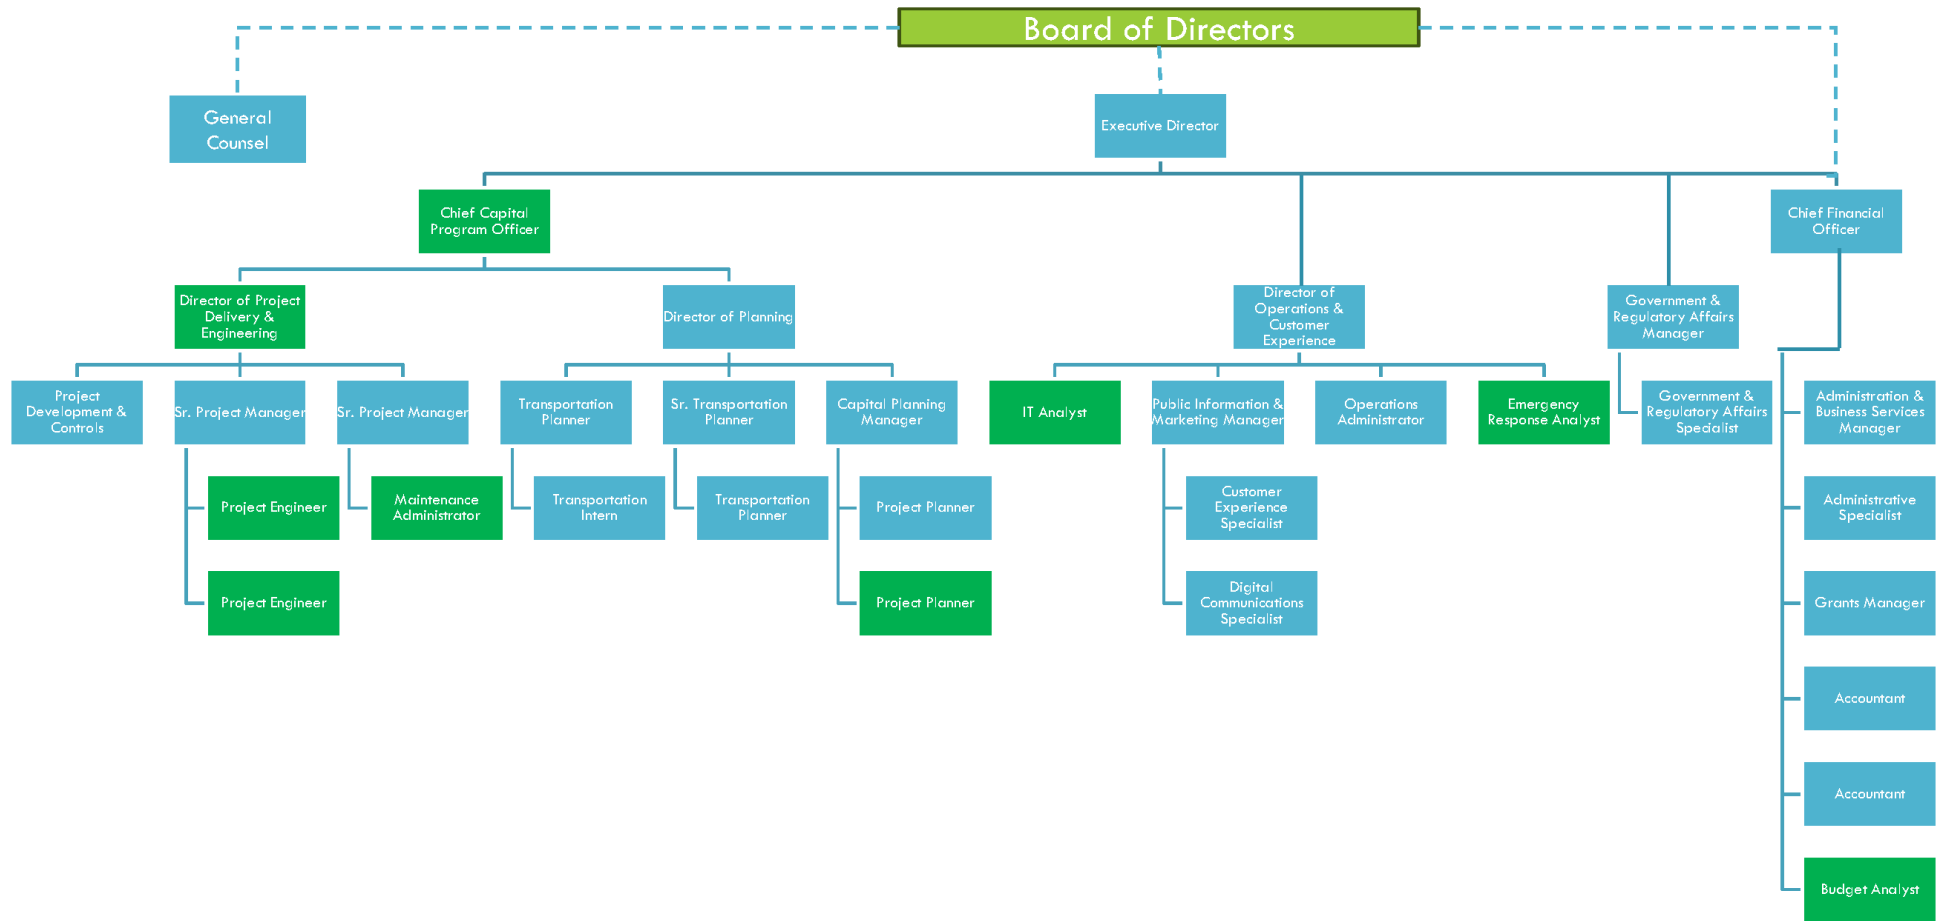 Board of Directors
General
Counsel
Executive Director
Chief Capital
Program Officer
Chief Financial
Officer
Director of Project
Delivery &
Engineering
Director of Planning
Director of
Operations &
Customer
Experience
Government &
Regulatory Affairs
Manager
Project
Development &
Controls
Sr. Project Manager
Sr. Project Manager
Transportation
Planner
Sr. Transportation
Planner
Capital Planning
Manager
IT Analyst
Public Information &
Marketing Manager
Operations
Administrator
Emergency
Response Analyst
Government &
Regulatory Affairs
Specialist
Administration &
Business Services
Manager
Project Engineer
Maintenance
Administrator
Transportation
Intern
Transportation
Planner
Project Planner
Customer
Experience
Specialist
Administrative
Specialist
Project Engineer
Project Planner
Digital
Communications
Specialist
Grants Manager
Accountant
Accountant
Budget Analyst